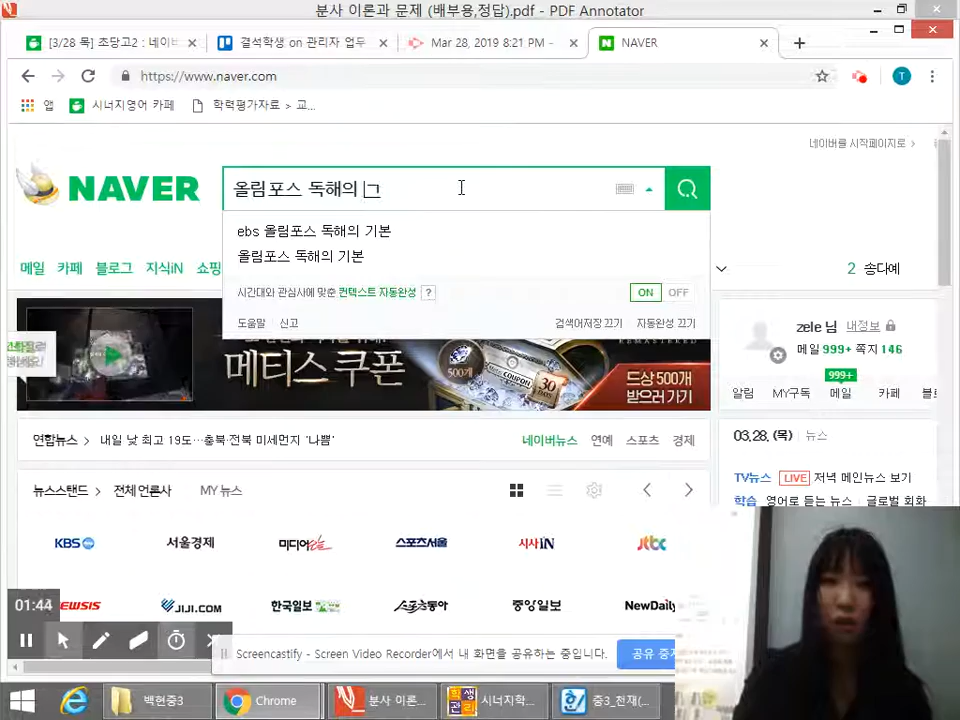 분사 이론과 문제 (배부용,정답).pdf - PDF Annotator
[3/28 목] 초당고2 : 네이버
결석학생 on 관리자 업무
Mar 28, 2019 8:21 PM -
NAVER
https://www.naver.com
앱
시너지영어 카페
학력평가자료 > 교...
네이버를 시작페이지로 >
NAVER
올림포스 독해의 ㄱ
ebs 올림포스 독해의 기본
올림포스 독해의 기본
시간대와 관심사에 맞춘 컨텍스트 자동완성 ?
ON OFF
도움말 신고
검색어저장 끄기 자동완성 끄기
메일 카페 블로그 지식iN 쇼핑
2 송다예
REMASTERED
메티스 쿠폰
500개
COUPON
30
드상 500개
받으러 가기
zele 님 내정보
메일 999+ 쪽지 146
999+
알림 MY구독 메일 카페
연합뉴스 > 내일 낮 최고 19도…충북·전북 미세먼지 '나쁨'
네이버뉴스 연예 스포츠 경제
03.28. (목) 뉴스
뉴스스탠드 > 전체언론사 MY 뉴스
TV뉴스 LIVE 저녁 메인뉴스 보기
학습 영어로 듣는 뉴스 글로벌 회화
KBS
서울경제
미디어오늘
스포츠서울
시사IN
jtbc
01:44
EWSIS
JIJI.COM
한국일보
스포츠동아
중앙일보
NewDaily
Screencastify - Screen Video Recorder에서 내 화면을 공유하는 중입니다.
공유 중지
백현중3
Chrome
분사 이론...
학생관리
시너지학...
중3_천재(...